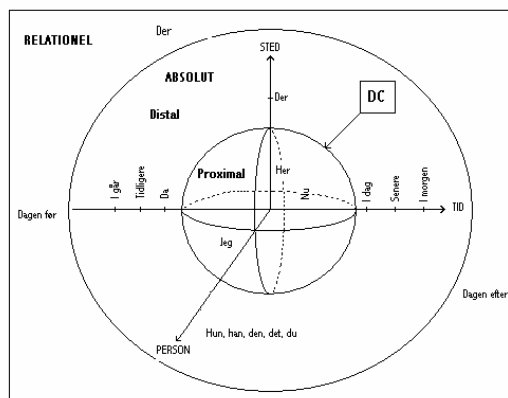 RELATIONEL
Der
STED
ABSOLUT
Der
DC
Distal
Proximal
Her
I går
Tidligere
Da
Nu
I dag
Senere
I morgen
Dagen før
TID
Jeg
Dagen efter
Hun, han, den, det, du
PERSON